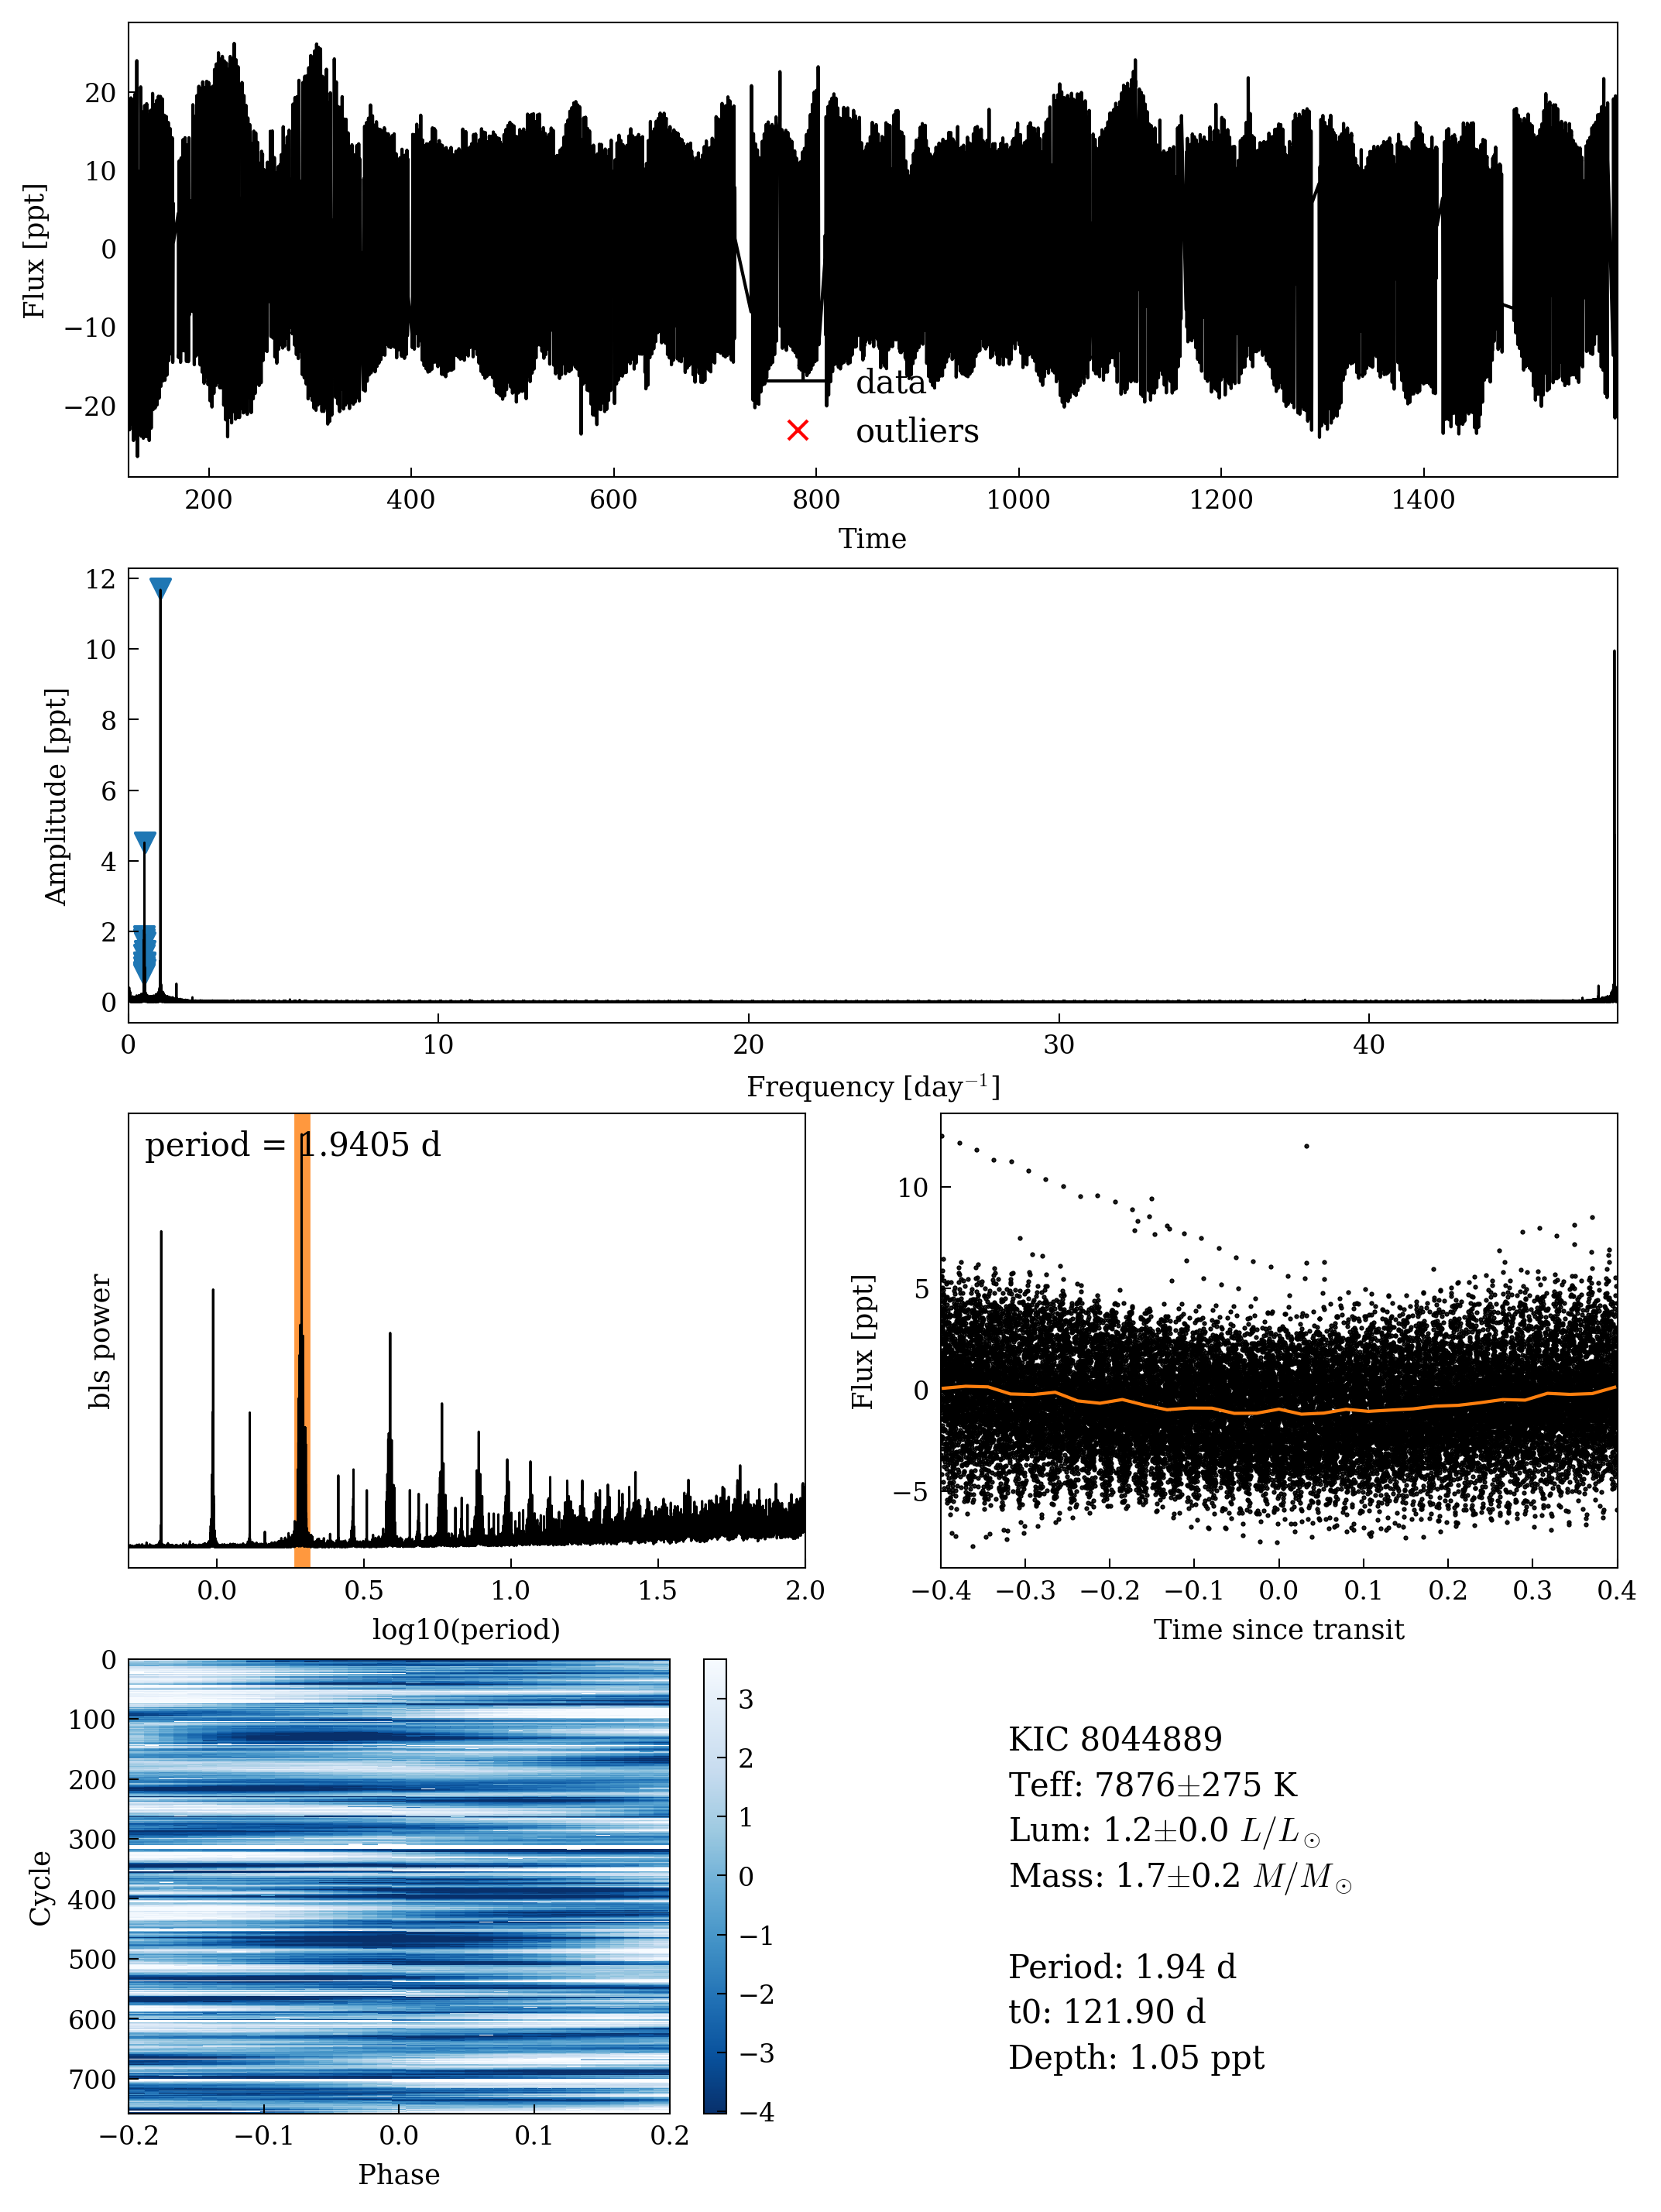 20
10
0
−10
−20
Flux [ppt]
data
outliers
200 400 600 800 1000 1200 1400
Time
12
10
8
6
4
2
0
Amplitude [ppt]
0 10 20 30 40
Frequency [day⁻¹]
period = 1.9405 d
bls power
0.0 0.5 1.0 1.5 2.0
log10(period)
10
5
0
−5
Flux [ppt]
−0.4 −0.3 −0.2 −0.1 0.0 0.1 0.2 0.3 0.4
Time since transit
0
100
200
300
400
500
600
700
Cycle
−0.2 −0.1 0.0 0.1 0.2
Phase
3
2
1
0
−1
−2
−3
−4
KIC 8044889
Teff: 7876±275 K
Lum: 1.2±0.0 L/L⊙
Mass: 1.7±0.2 M/M⊙
Period: 1.94 d
t0: 121.90 d
Depth: 1.05 ppt